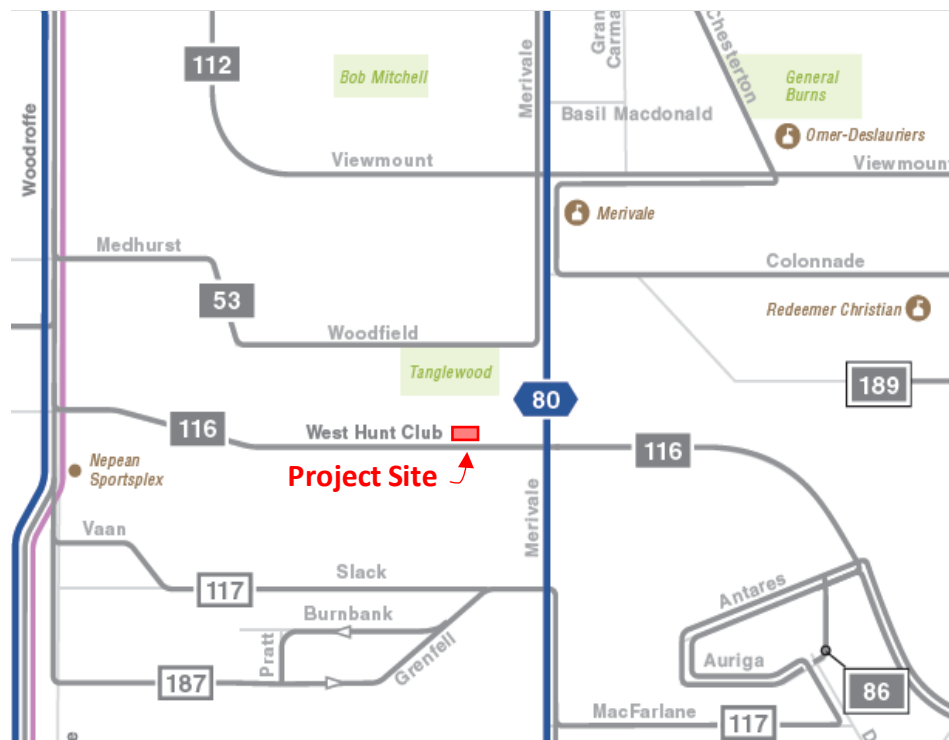 Woodroffe
112
Bob Mitchell
Merivale
Gran
Carma
Chesterton
General
Burns
Basil Macdonald
Omer-Deslauriers
Viewmount
Viewmount
Merivale
Medhurst
Colonnade
53
Redeemer Christian
Woodfield
Tanglewood
80
189
116
West Hunt Club
116
Project Site
Nepean
Sportsplex
Merivale
Vaan
Slack
117
Antares
Burnbank
Pratt
Grenfell
Auriga
187
86
MacFarlane
117